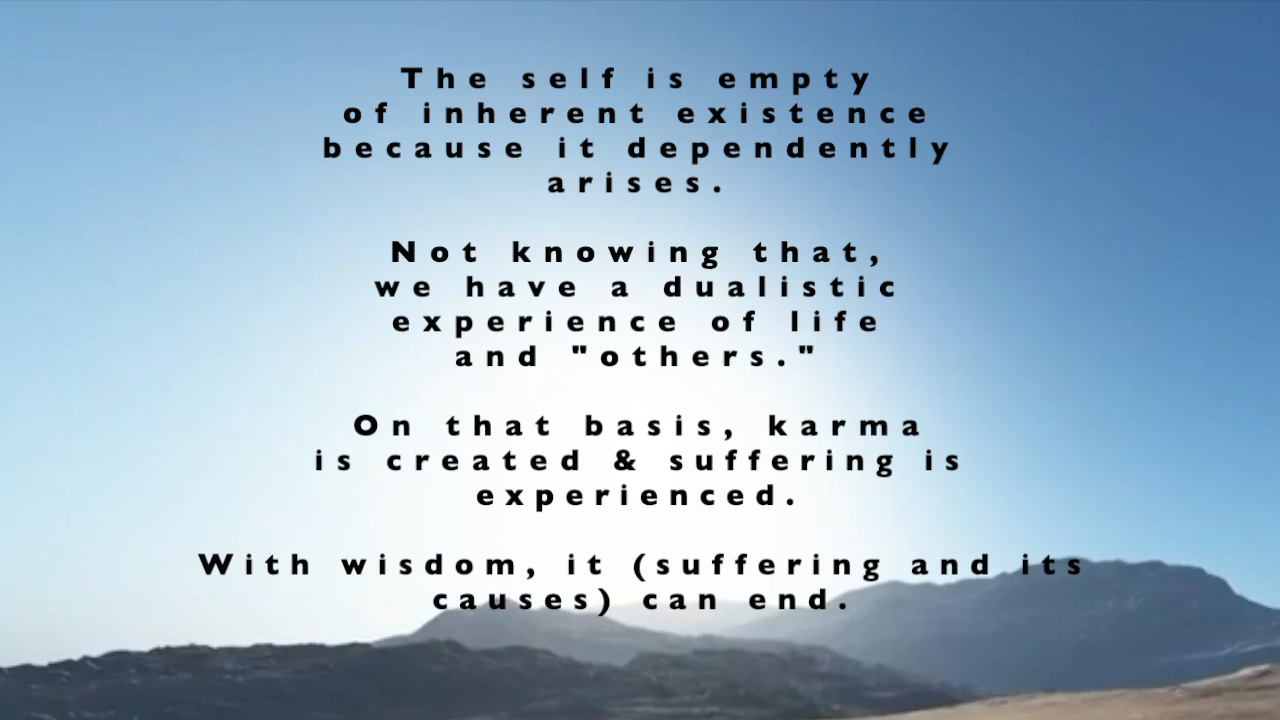 The self is empty
of inherent existence
because it dependently
arises.
Not knowing that,
we have a dualistic
experience of life
and "others."
On that basis, karma
is created & suffering is
experienced.
With wisdom, it (suffering and its
causes) can end.